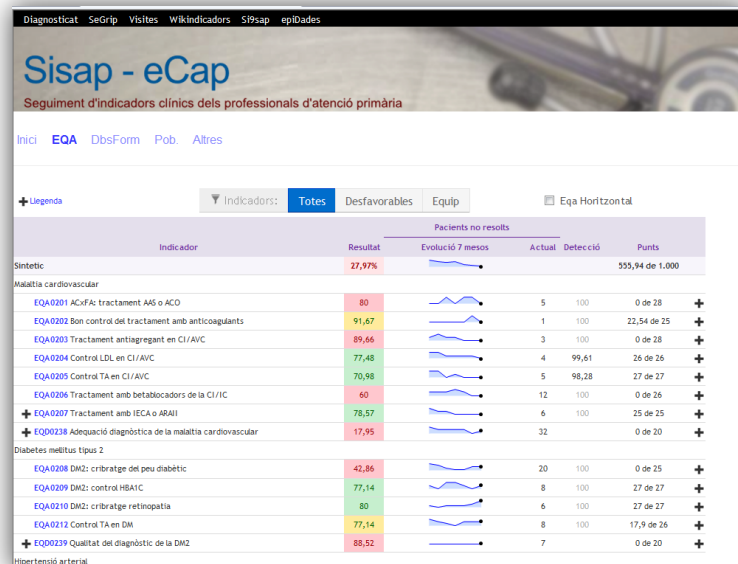 Diagnosticat SeGrip Visites Wikindicadors Si9sap epiDades
Sisap - eCap
Seguiment d'indicadors clínics dels professionals d'atenció primària
Inici EQA DbsForm Pob. Altres
Llegenda Indicadors: Totes Desfavorables Equip Eqa Horitzontal
Pacients no resolts
Indicador Resultat Evolució 7 mesos Actual Detecció Punts
Sintetic 27,97% 555,94 de 1.000
Malaltia cardiovascular
EQA0201 ACxFA: tractament AAS o ACO 80 5 100 0 de 28
EQA0202 Bon control del tractament amb anticoagulants 91,67 1 100 22,54 de 25
EQA0203 Tractament antiagregant en CI/AVC 89,66 3 100 0 de 28
EQA0204 Control LDL en CI/AVC 77,48 4 99,61 26 de 26
EQA0205 Control TA en CI/AVC 70,98 5 98,28 27 de 27
EQA0206 Tractament amb betablocadors de la CI/IC 60 12 100 0 de 26
EQA0207 Tractament amb IECA o ARAII 78,57 6 100 25 de 25
EQD0238 Adequació diagnòstica de la malaltia cardiovascular 17,95 32 0 de 20
Diabetes mellitus tipus 2
EQA0208 DM2: cribratge del peu diabètic 42,86 20 100 0 de 25
EQA0209 DM2: control HBA1C 77,14 8 100 27 de 27
EQA0210 DM2: cribratge retinopatia 80 6 100 27 de 27
EQA0212 Control TA en DM 77,14 8 100 17,9 de 26
EQD0239 Qualitat del diagnòstic de la DM2 88,52 7 0 de 20
Hipertensió arterial